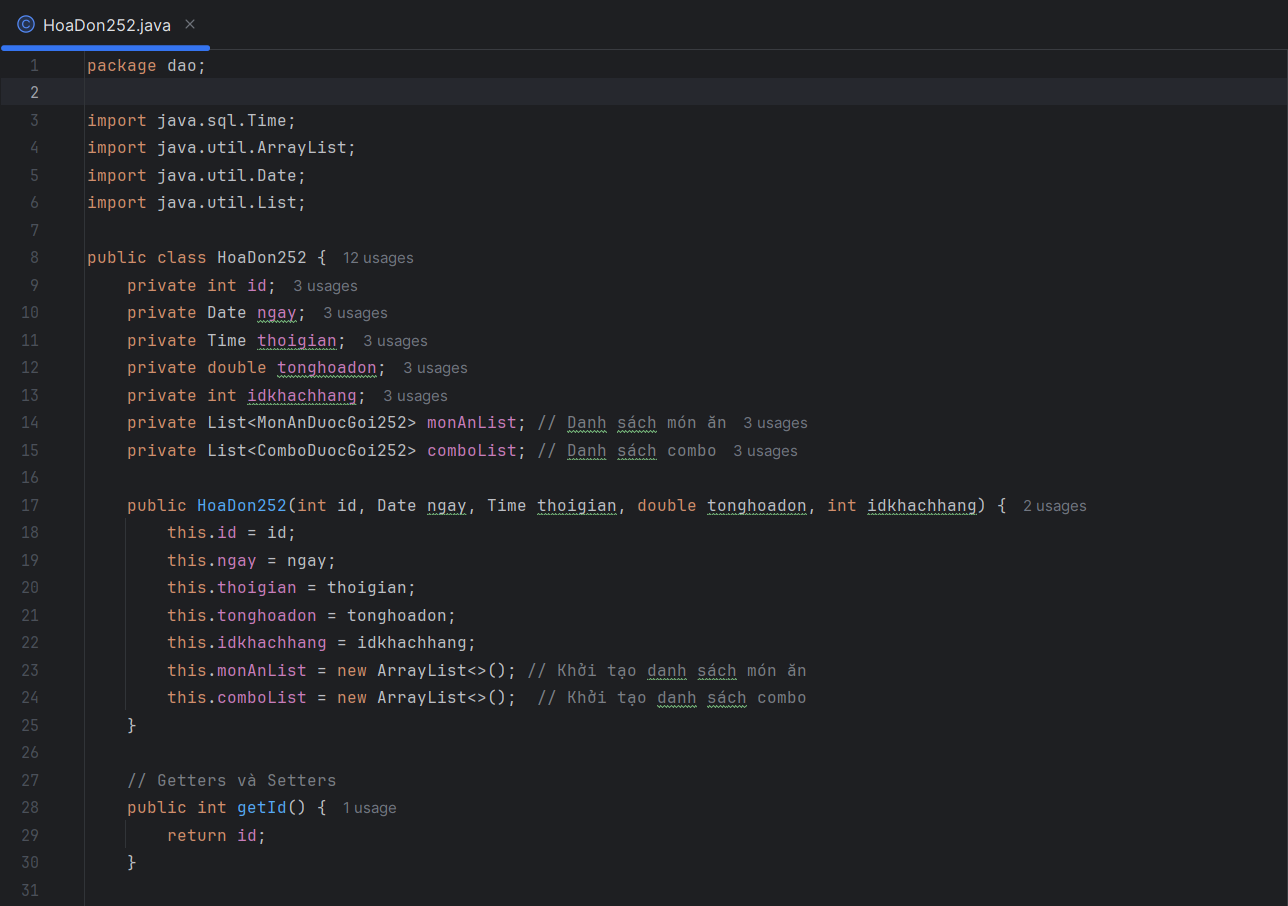 HoaDon252.java
1 package dao;
2
3 import java.sql.Time;
4 import java.util.ArrayList;
5 import java.util.Date;
6 import java.util.List;
7
8 public class HoaDon252 { 12 usages
9     private int id; 3 usages
10     private Date ngay; 3 usages
11     private Time thoigian; 3 usages
12     private double tonghoadon; 3 usages
13     private int idkhachhang; 3 usages
14     private List<MonAnDuocGoi252> monAnList; // Danh sách món ăn 3 usages
15     private List<ComboDuocGoi252> comboList; // Danh sách combo 3 usages
16
17     public HoaDon252(int id, Date ngay, Time thoigian, double tonghoadon, int idkhachhang) { 2 usages
18         this.id = id;
19         this.ngay = ngay;
20         this.thoigian = thoigian;
21         this.tonghoadon = tonghoadon;
22         this.idkhachhang = idkhachhang;
23         this.monAnList = new ArrayList<>(); // Khởi tạo danh sách món ăn
24         this.comboList = new ArrayList<>();  // Khởi tạo danh sách combo
25     }
26
27     // Getters và Setters
28     public int getId() { 1 usage
29         return id;
30     }
31